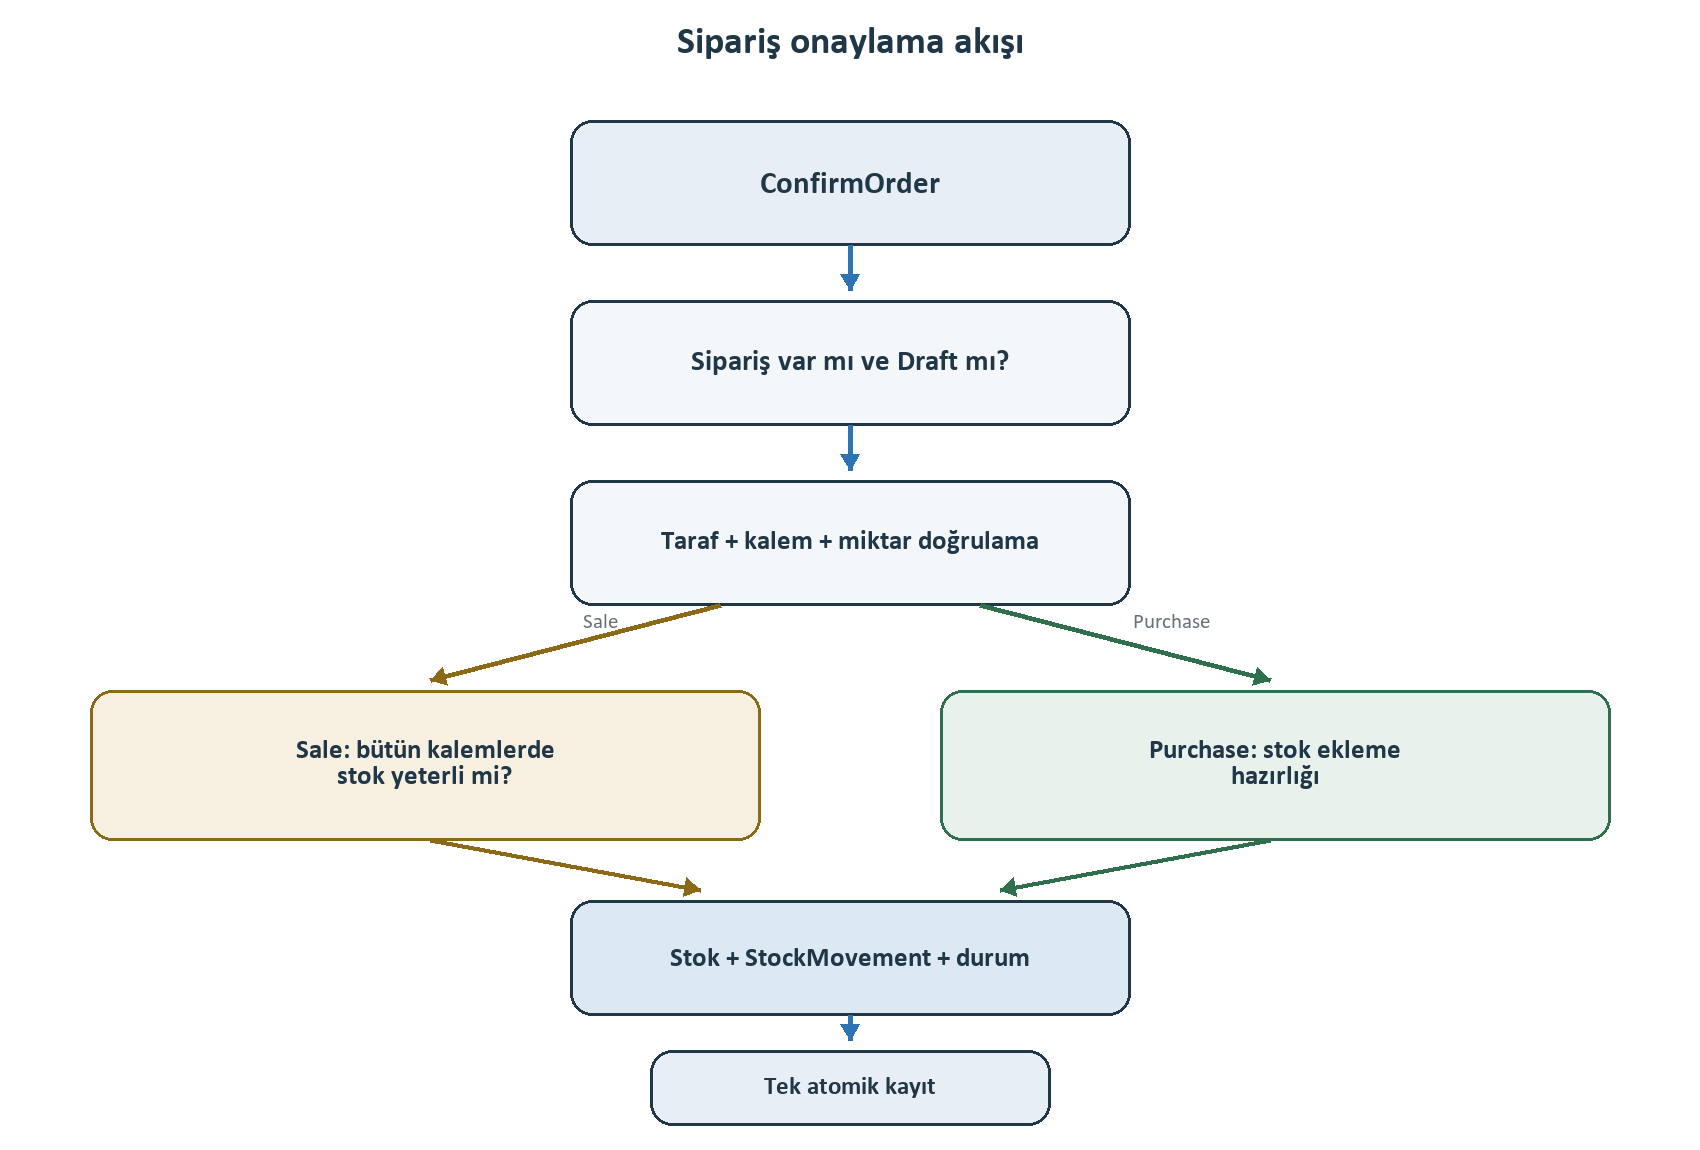 Sipariş onaylama akışı
ConfirmOrder
Sipariş var mı ve Draft mı?
Taraf + kalem + miktar doğrulama
Sale
Purchase
Sale: bütün kalemlerde
stok yeterli mi?
Purchase: stok ekleme
hazırlığı
Stok + StockMovement + durum
Tek atomik kayıt